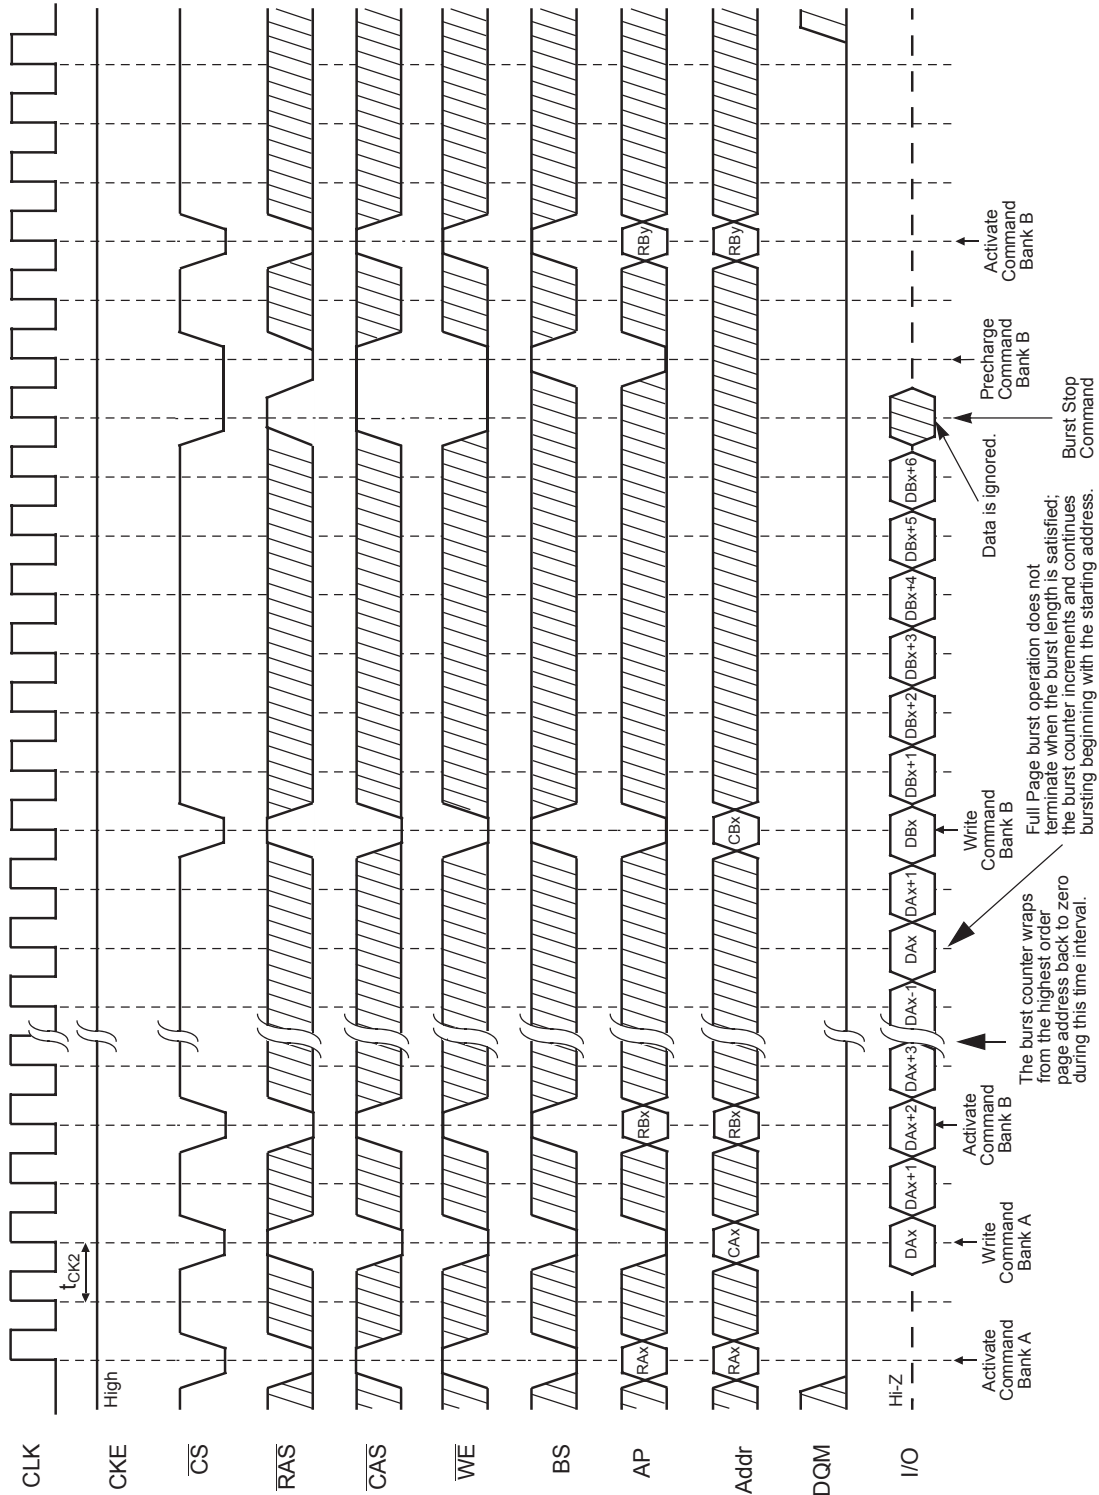 CLK
CKE
CS
RAS
CAS
WE
BS
AP
Addr
DQM
I/O
tCK2
High
RAx
RBx
RBy
RAx
CAx
RBx
CBx
RBy
Hi-Z
DAx
DAx+1
DAx+2
DAx+3
DAx-1
DAx
DAx+1
DBx
DBx+1
DBx+2
DBx+3
DBx+4
DBx+5
DBx+6
Activate
Command
Bank A
Write
Command
Bank A
Activate
Command
Bank B
The burst counter wraps
from the highest order
page address back to zero
during this time interval.
Write
Command
Bank B
Full Page burst operation does not
terminate when the burst length is satisfied;
the burst counter increments and continues
bursting beginning with the starting address.
Data is ignored.
Burst Stop
Command
Precharge
Command
Bank B
Activate
Command
Bank B